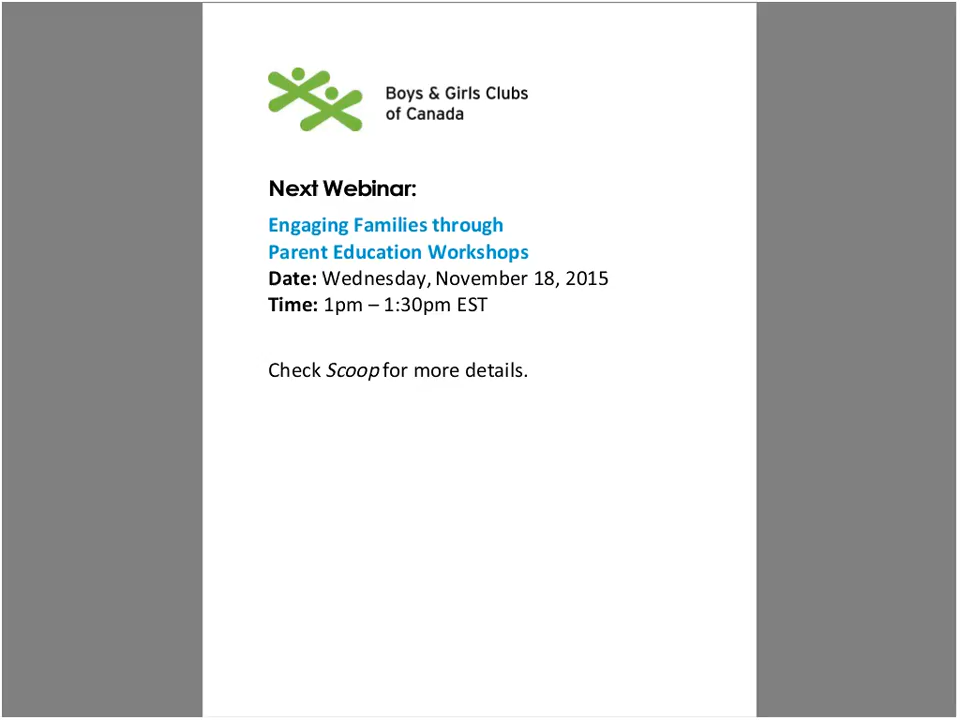 Boys & Girls Clubs
of Canada
Next Webinar:
Engaging Families through
Parent Education Workshops
Date: Wednesday, November 18, 2015
Time: 1pm – 1:30pm EST
Check Scoop for more details.